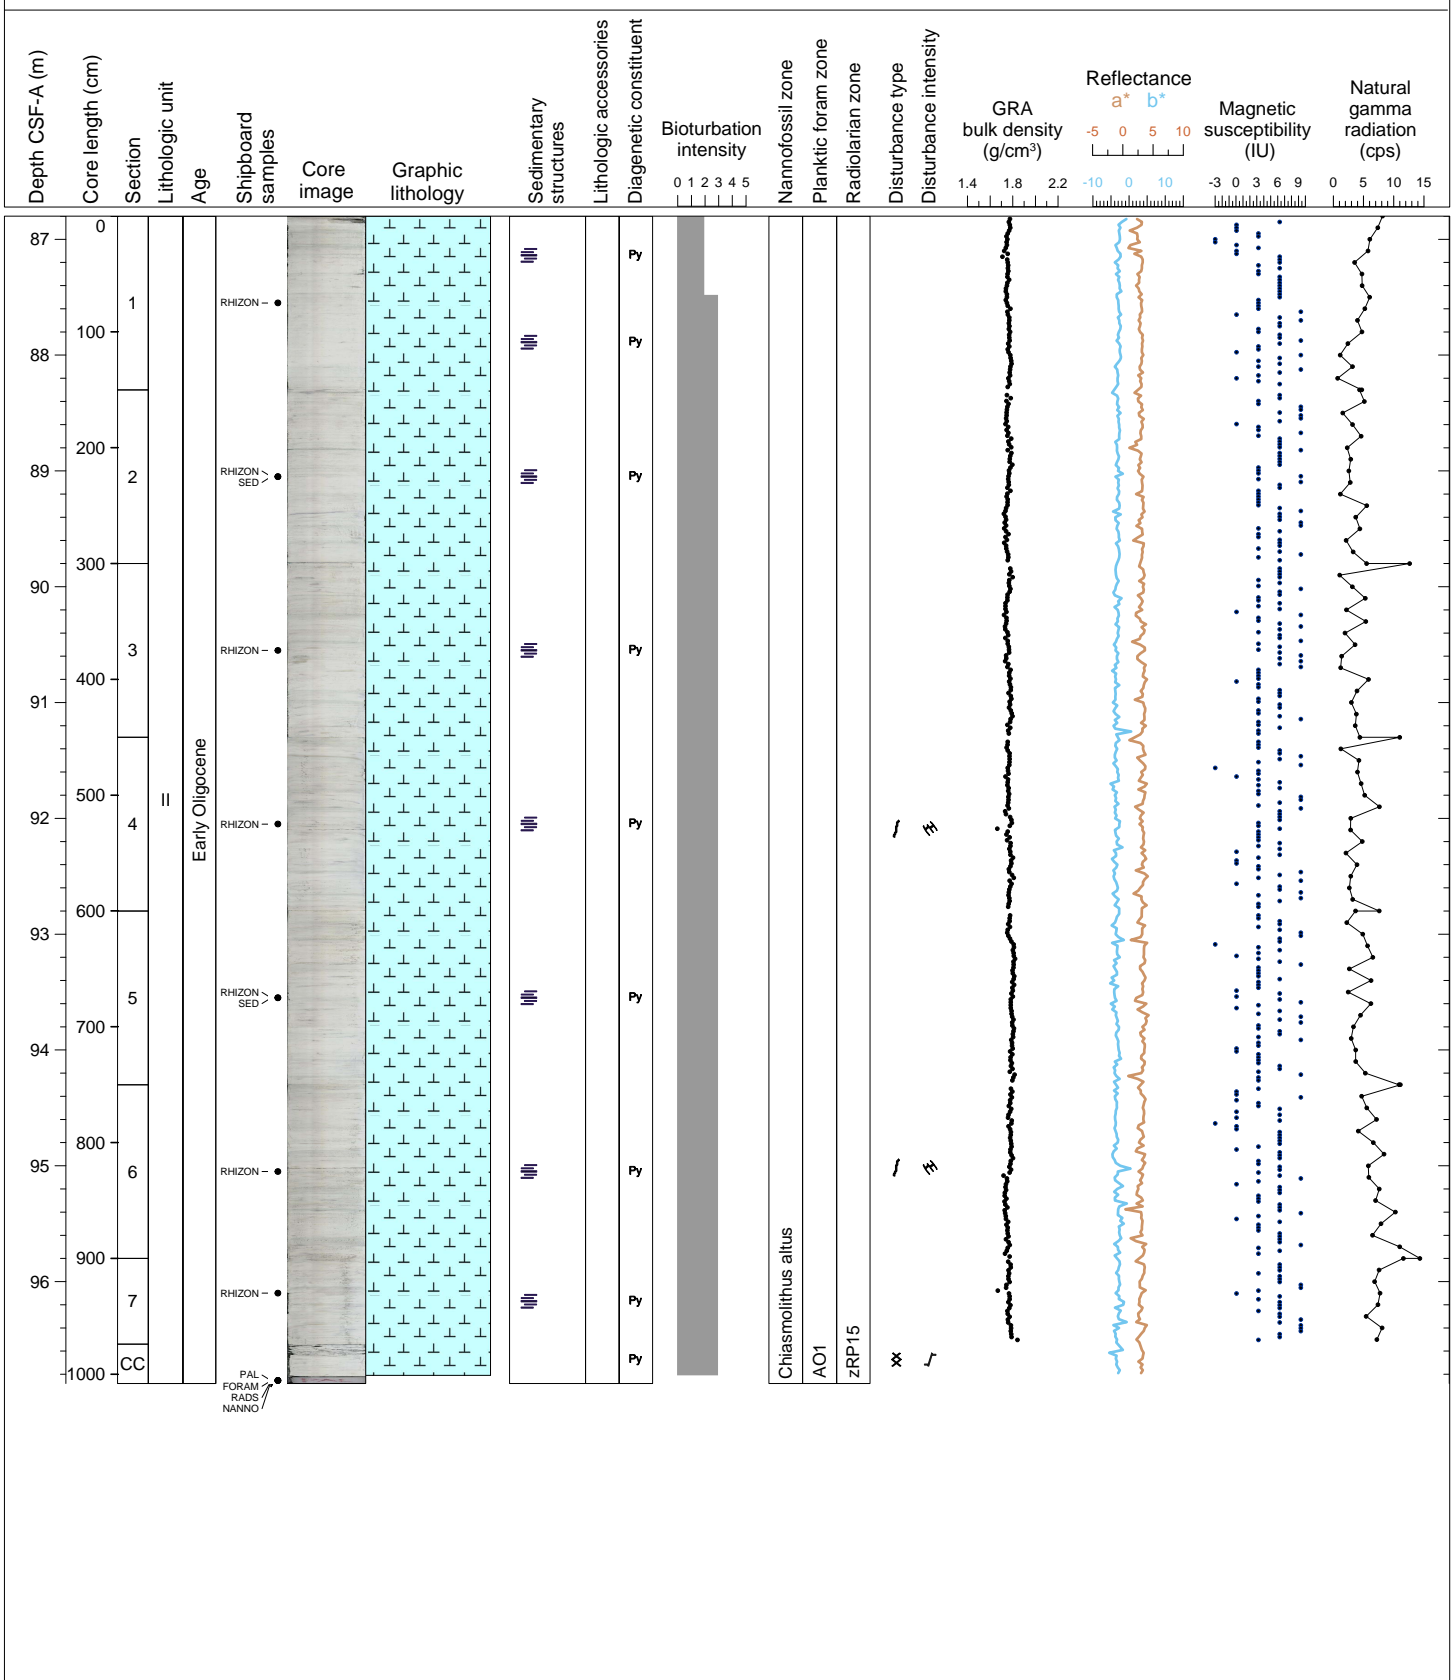 Depth CSF-A (m)
Core length (cm)
Section
Lithologic unit
Age
Shipboard
samples
Core
image
Graphic
lithology
Sedimentary
structures
Lithologic accessories
Diagenetic constituent
Bioturbation
intensity
0 1 2 3 4 5
Nannofossil zone
Planktic foram zone
Radiolarian zone
Disturbance type
Disturbance intensity
GRA
bulk density
(g/cm³)
1.4 1.8 2.2
Reflectance
a* b*
-5 0 5 10
-10 0 10
Magnetic
susceptibility
(IU)
-3 0 3 6 9
Natural
gamma
radiation
(cps)
0 5 10 15
87
88
89
90
91
92
93
94
95
96
0
100
200
300
400
500
600
700
800
900
1000
1
2
3
4
5
6
7
CC
II
Early Oligocene
RHIZON
RHIZON
SED
RHIZON
RHIZON
RHIZON
SED
RHIZON
RHIZON
PAL
FORAM
RADS
NANNO
Py
Py
Py
Py
Py
Py
Py
Py
Py
Chiasmolithus altus
AO1
zRP15